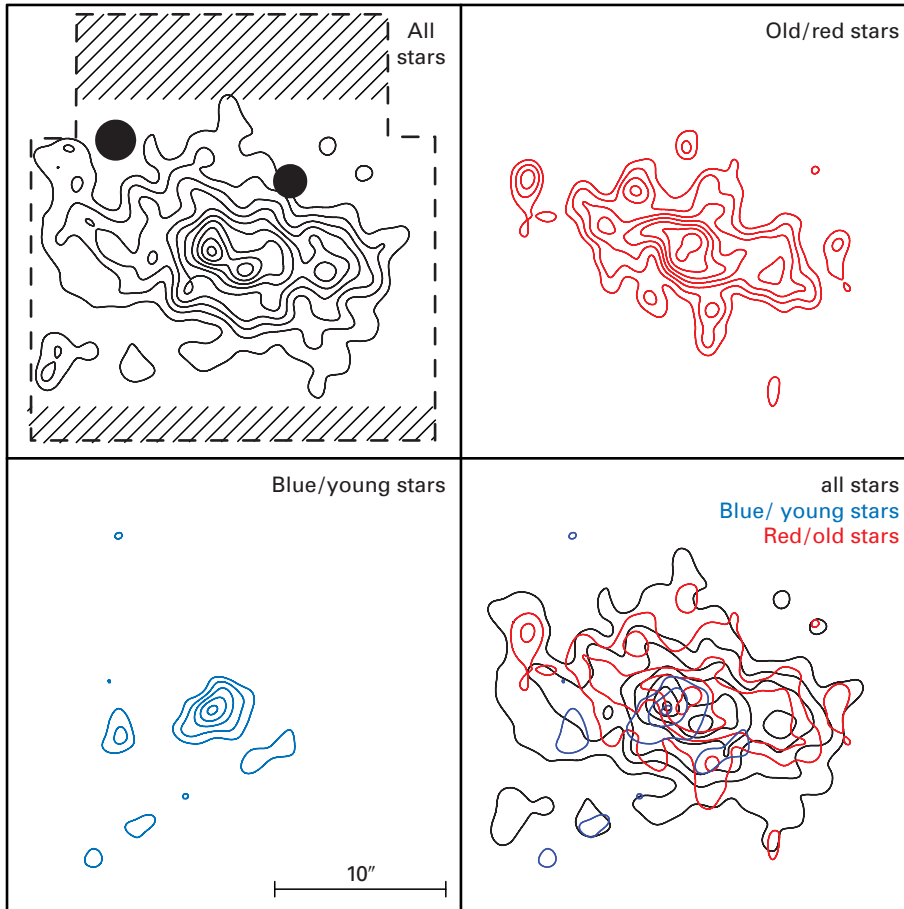 All
stars
Old/red stars
Blue/young stars
10″
all stars
Blue/ young stars
Red/old stars